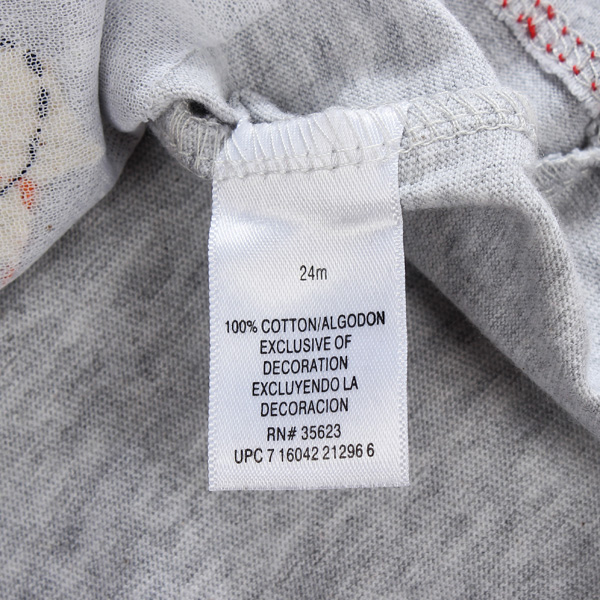 24m
100% COTTON/ALGODON
EXCLUSIVE OF
DECORATION
EXCLUYENDO LA
DECORACION
RN# 35623
UPC 7 16042 21296 6